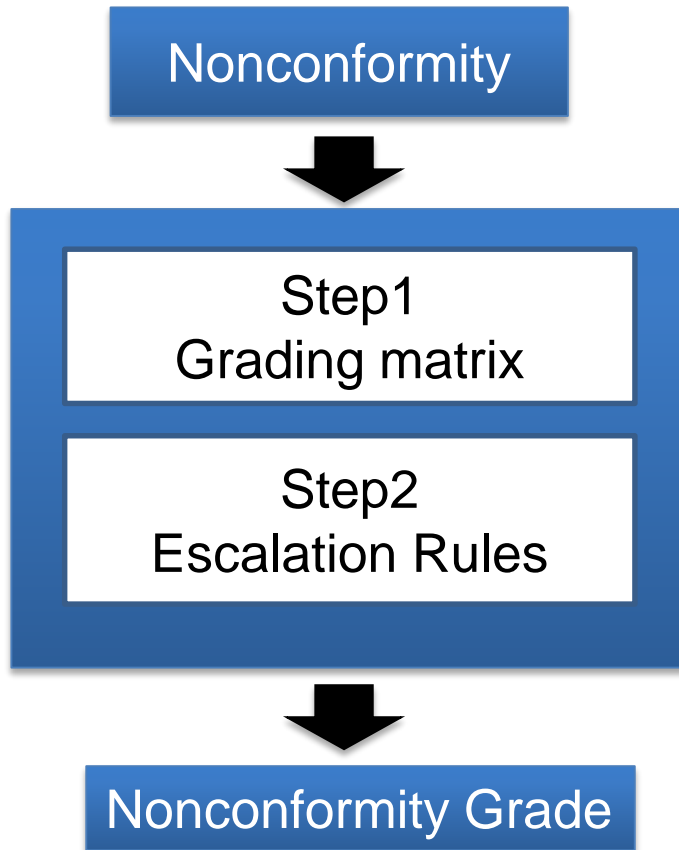 Nonconformity
Step1
Grading matrix
Step2
Escalation Rules
Nonconformity Grade